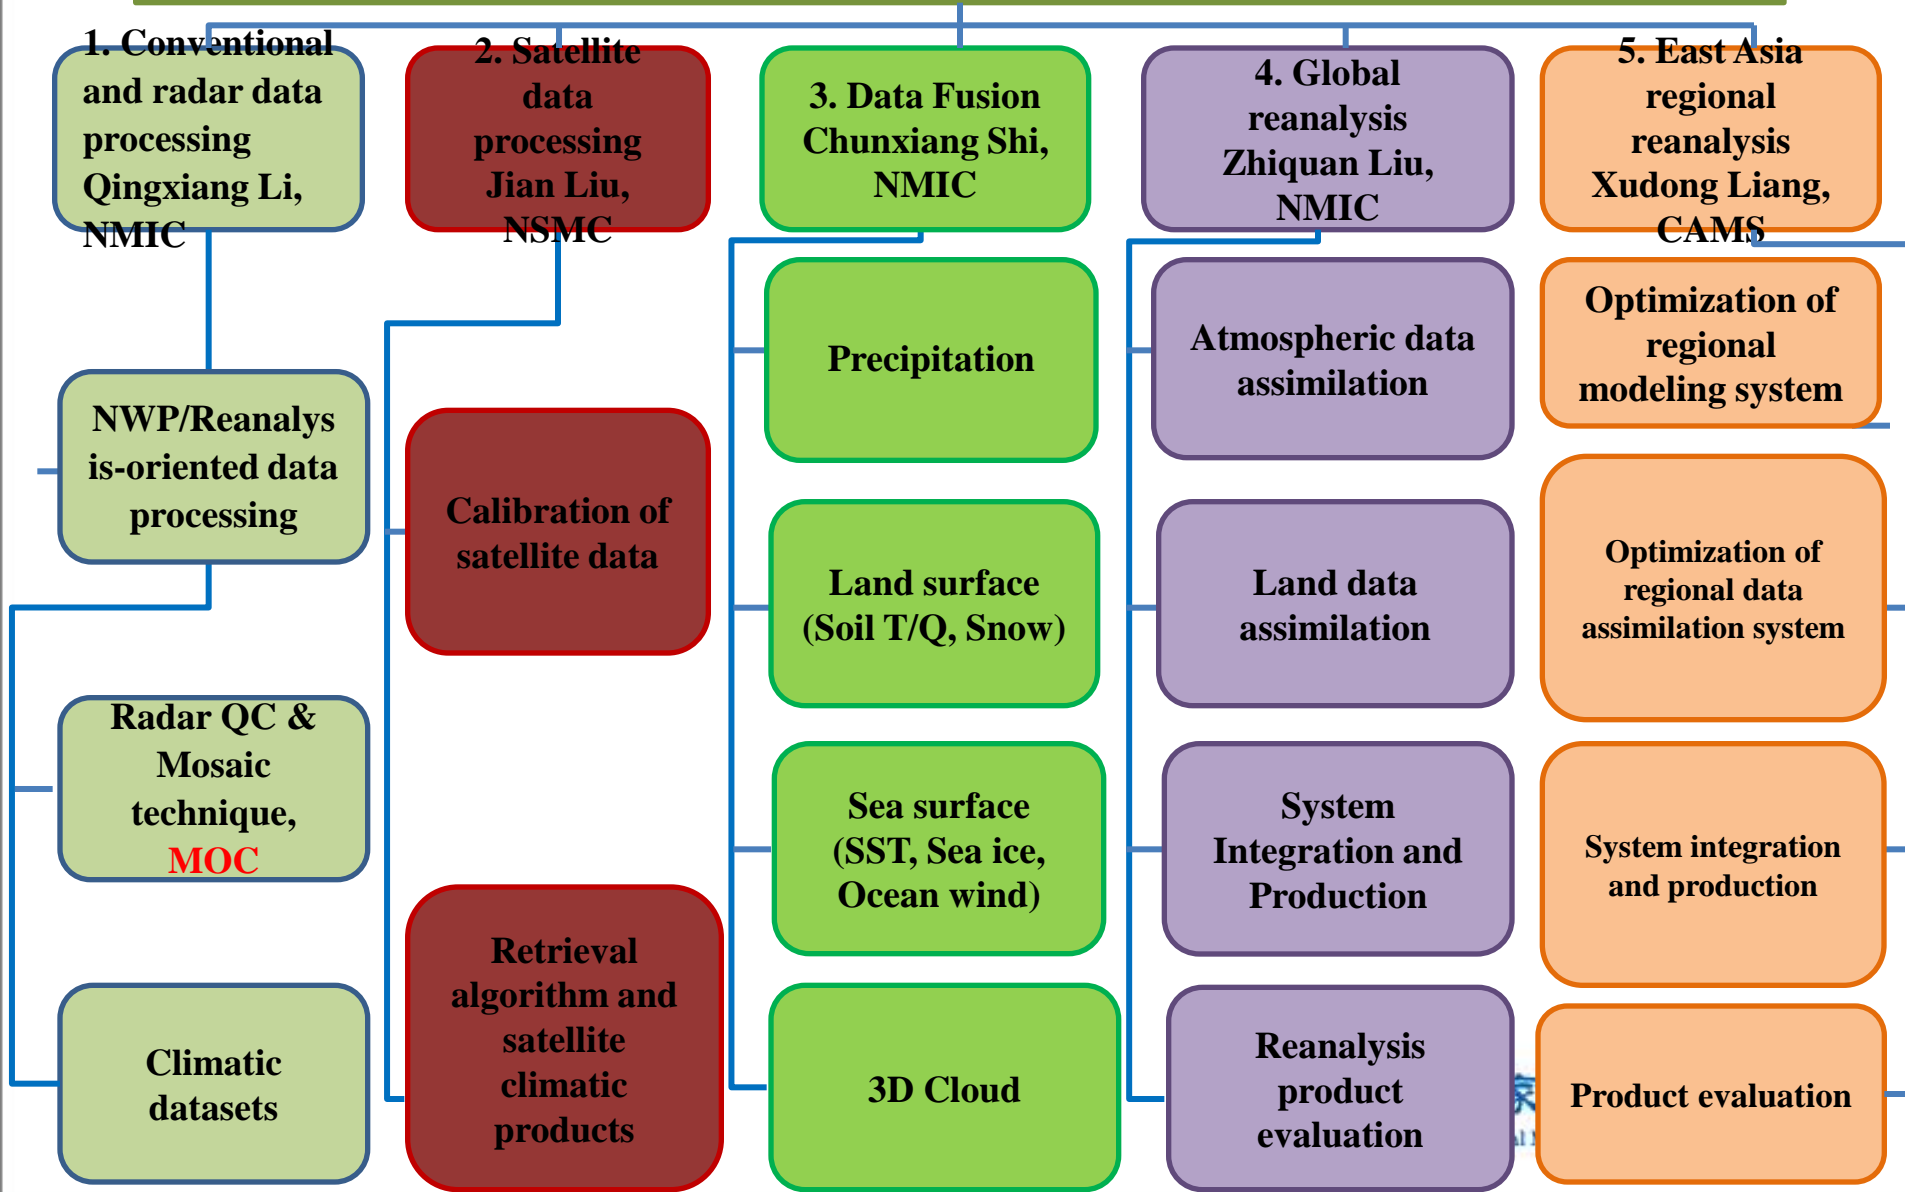 1. Conventional
and radar data
processing
Qingxiang Li,
NMIC
2. Satellite
data
processing
Jian Liu,
NSMC
3. Data Fusion
Chunxiang Shi,
NMIC
4. Global
reanalysis
Zhiquan Liu,
NMIC
5. East Asia
regional
reanalysis
Xudong Liang,
CAMS
NWP/Reanalys
is-oriented data
processing
Radar QC &
Mosaic
technique,
MOC
Climatic
datasets
Calibration of
satellite data
Retrieval
algorithm and
satellite
climatic
products
Precipitation
Land surface
(Soil T/Q, Snow)
Sea surface
(SST, Sea ice,
Ocean wind)
3D Cloud
Atmospheric data
assimilation
Land data
assimilation
System
Integration and
Production
Reanalysis
product
evaluation
Optimization of
regional
modeling system
Optimization of
regional data
assimilation system
System integration
and production
Product evaluation